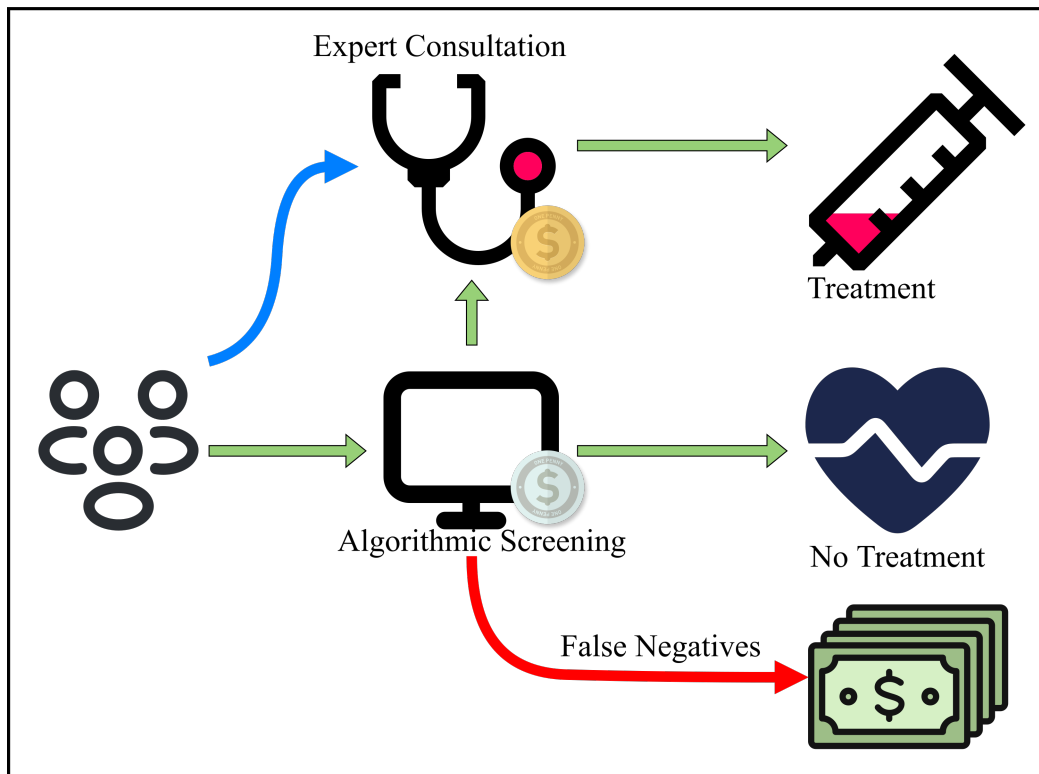 Expert Consultation
$
Treatment
$
Algorithmic Screening
No Treatment
False Negatives
$